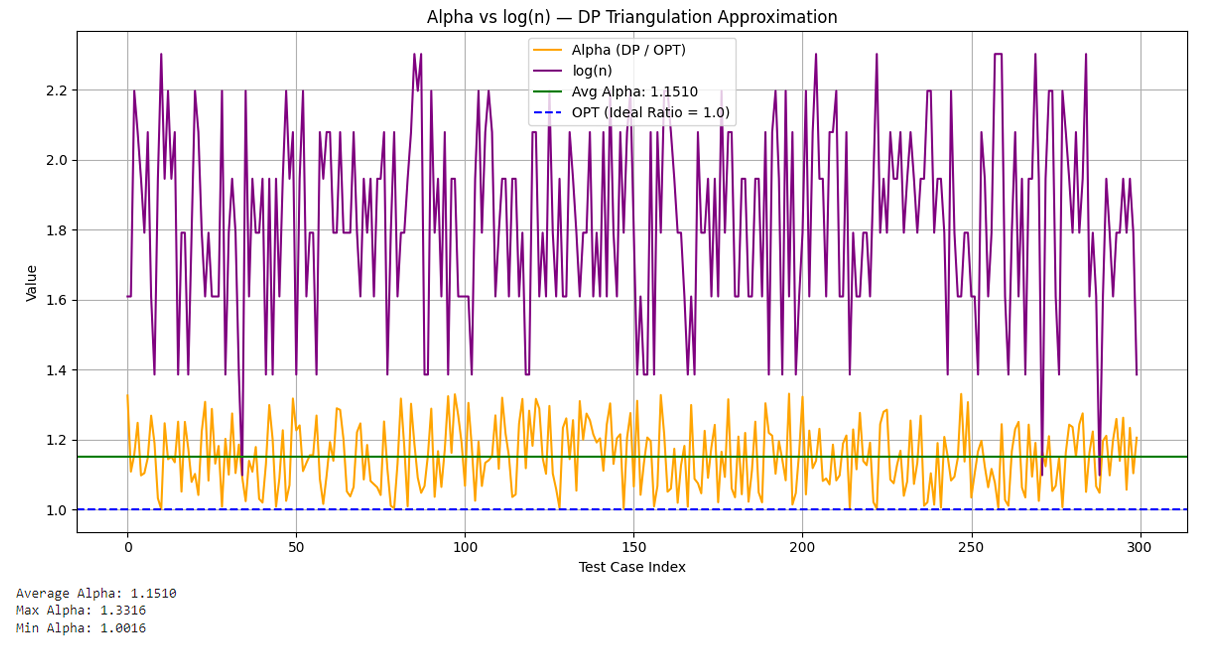 Alpha vs log(n) — DP Triangulation Approximation
Alpha (DP / OPT)
log(n)
Avg Alpha: 1.1510
OPT (Ideal Ratio = 1.0)
Value
2.2
2.0
1.8
1.6
1.4
1.2
1.0
0 50 100 150 200 250 300
Test Case Index
Average Alpha: 1.1510
Max Alpha: 1.3316
Min Alpha: 1.0016